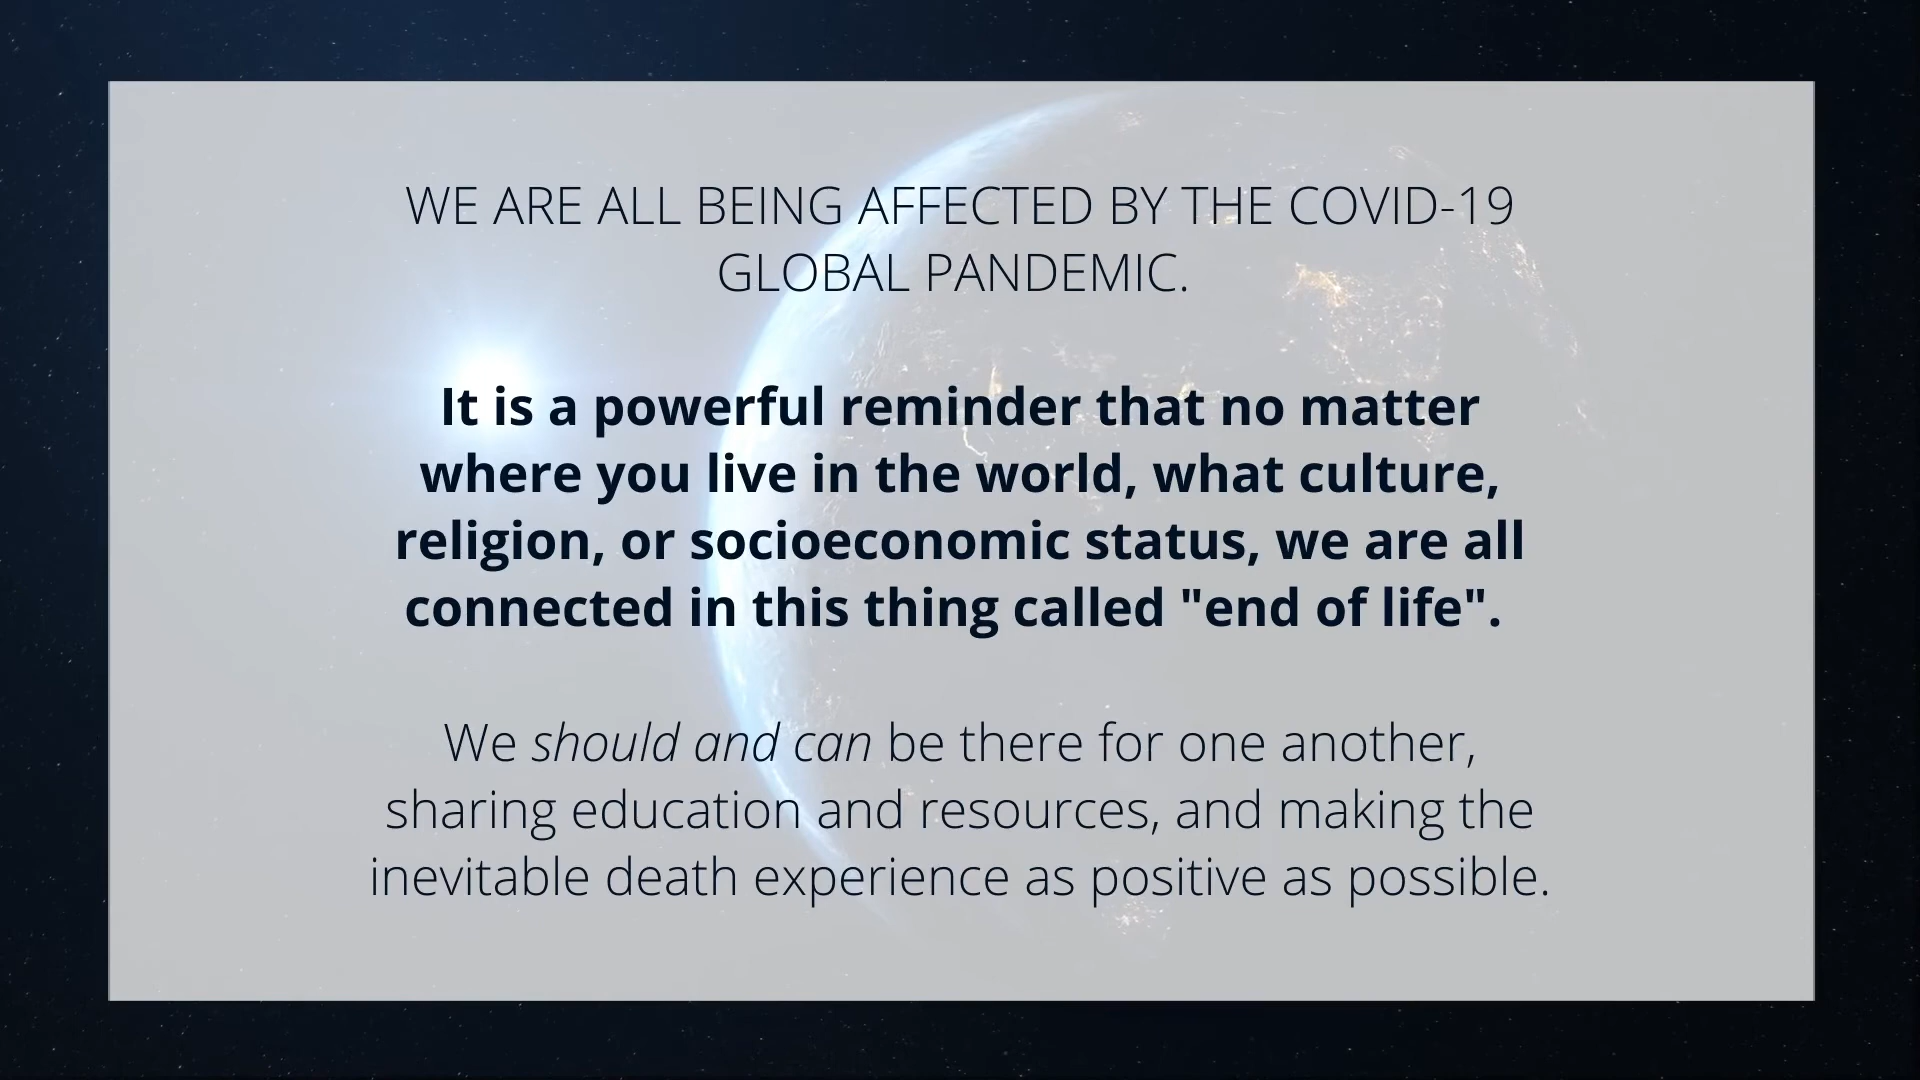 WE ARE ALL BEING AFFECTED BY THE COVID-19
GLOBAL PANDEMIC.
It is a powerful reminder that no matter
where you live in the world, what culture,
religion, or socioeconomic status, we are all
connected in this thing called "end of life".
We should and can be there for one another,
sharing education and resources, and making the
inevitable death experience as positive as possible.